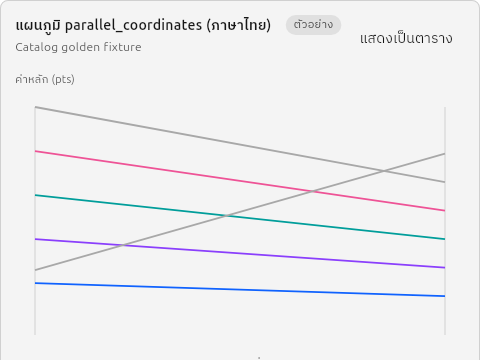 แผนภูมิ parallel_coordinates (ภาษาไทย)
ตัวอย่าง
แสดงเป็นตาราง
Catalog golden fixture
ค่าหลัก (pts)